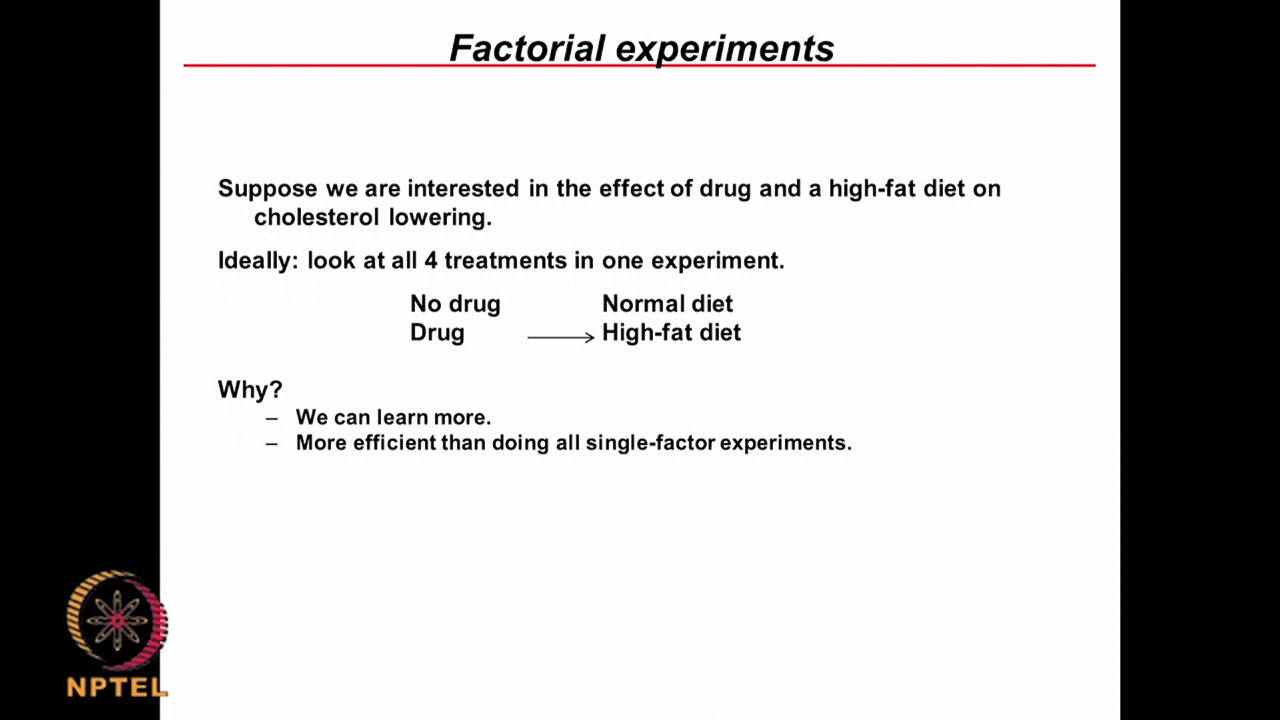 Factorial experiments
Suppose we are interested in the effect of drug and a high-fat diet on
cholesterol lowering.
Ideally: look at all 4 treatments in one experiment.
No drug Normal diet
Drug → High-fat diet
Why?
– We can learn more.
– More efficient than doing all single-factor experiments.
NPTEL